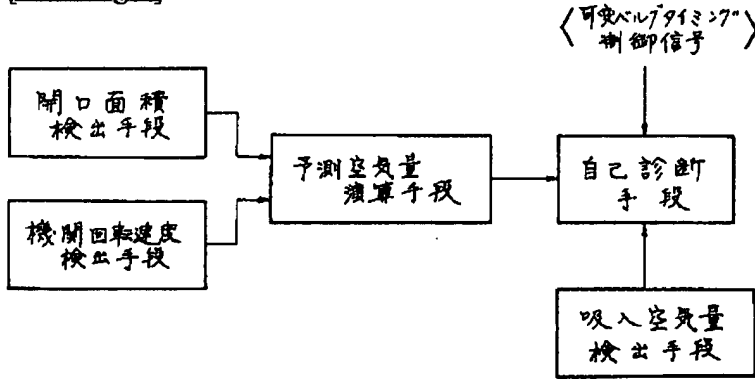 〈可変バルブタイミング
制御信号〉
開口面積
検出手段
予測空気量
演算手段
自己診断
手段
機関回転速度
検出手段
吸入空気量
検出手段